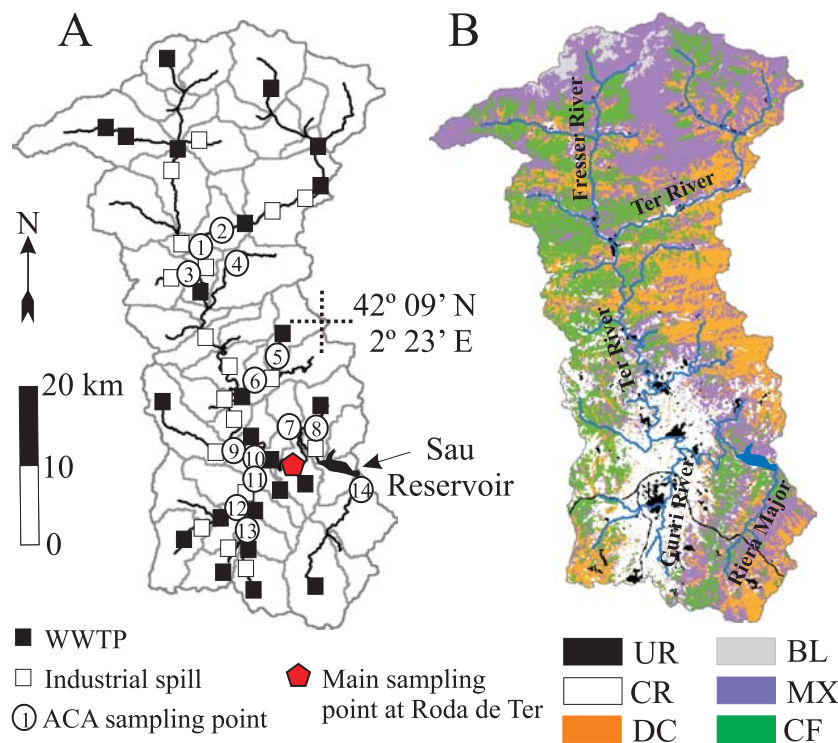 A
B
N
42º 09' N
2º 23' E
20 km
10
0
1
2
3
4
5
6
7
8
9
10
11
12
13
14
Sau
Reservoir
Fresser River
Ter River
Ter River
Gurri River
Riera Major
WWTP
Industrial spill
1 ACA sampling point
Main sampling
point at Roda de Ter
UR
CR
DC
BL
MX
CF